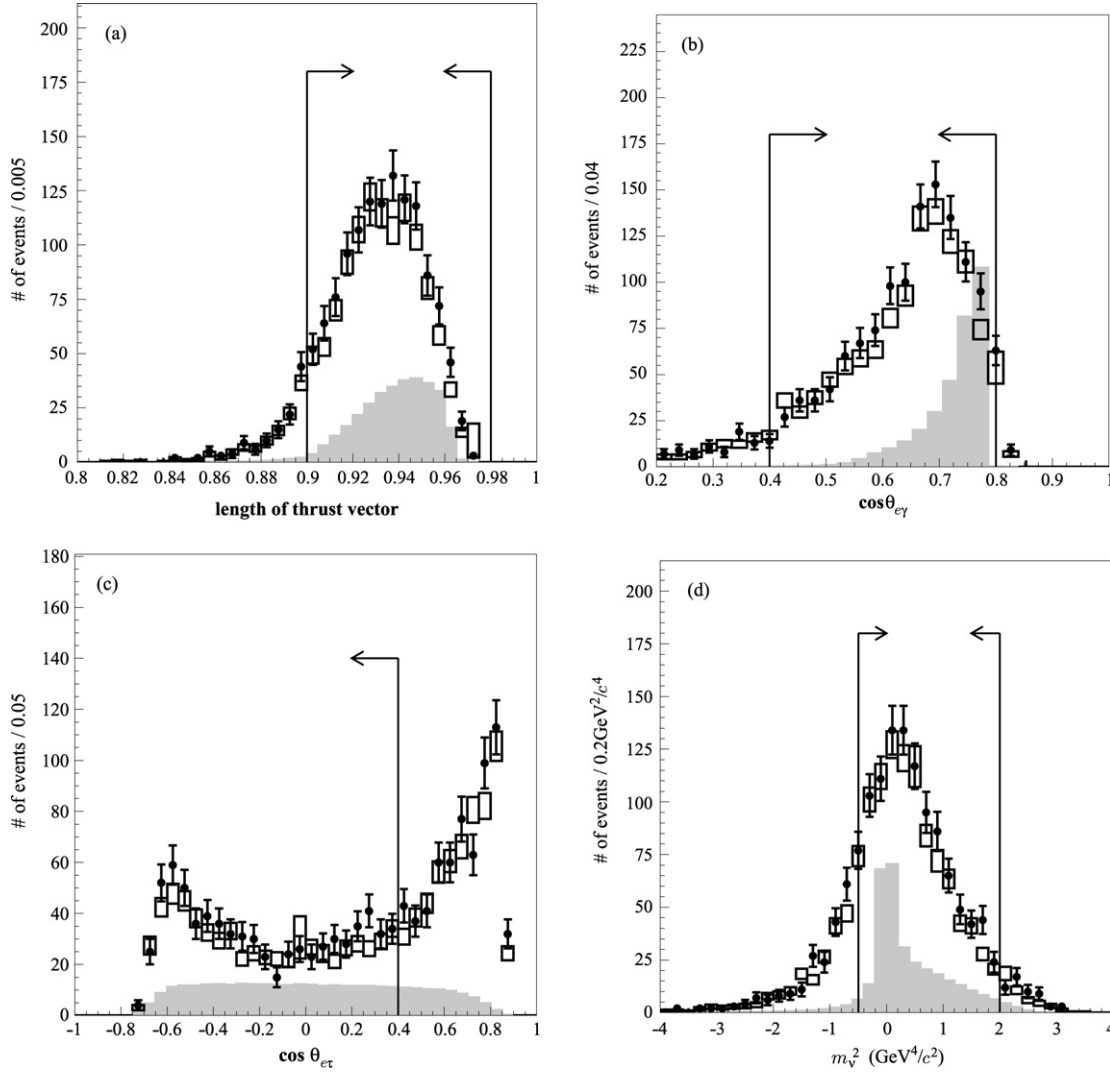 (a)
# of events / 0.005
200
175
150
125
100
75
50
25
0
0.8 0.82 0.84 0.86 0.88 0.9 0.92 0.94 0.96 0.98 1
length of thrust vector
(b)
# of events / 0.04
225
200
175
150
125
100
75
50
25
0
0.2 0.3 0.4 0.5 0.6 0.7 0.8 0.9 1
cosθ_{eγ}
(c)
# of events / 0.05
180
160
140
120
100
80
60
40
20
0
-1 -0.8 -0.6 -0.4 -0.2 0 0.2 0.4 0.6 0.8 1
cos θ_{eτ}
(d)
# of events / 0.2GeV²/c⁴
200
175
150
125
100
75
50
25
0
-4 -3 -2 -1 0 1 2 3 4
m_ν² (GeV⁴/c²)